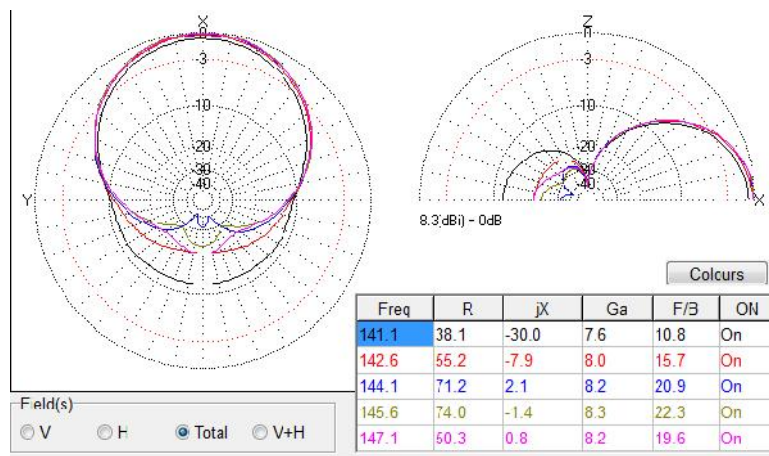 X
0
3
10
20
30
40
Y
Z
0
3
10
20
30
40
X
8.3(dBi) - 0dB
Colours
Freq R jX Ga F/B ON
141.1 38.1 -30.0 7.6 10.8 On
142.6 55.2 -7.9 8.0 15.7 On
144.1 71.2 2.1 8.2 20.9 On
145.6 74.0 -1.4 8.3 22.3 On
147.1 0.8 8.2 19.6 On
Field(s)
V H Total V+H